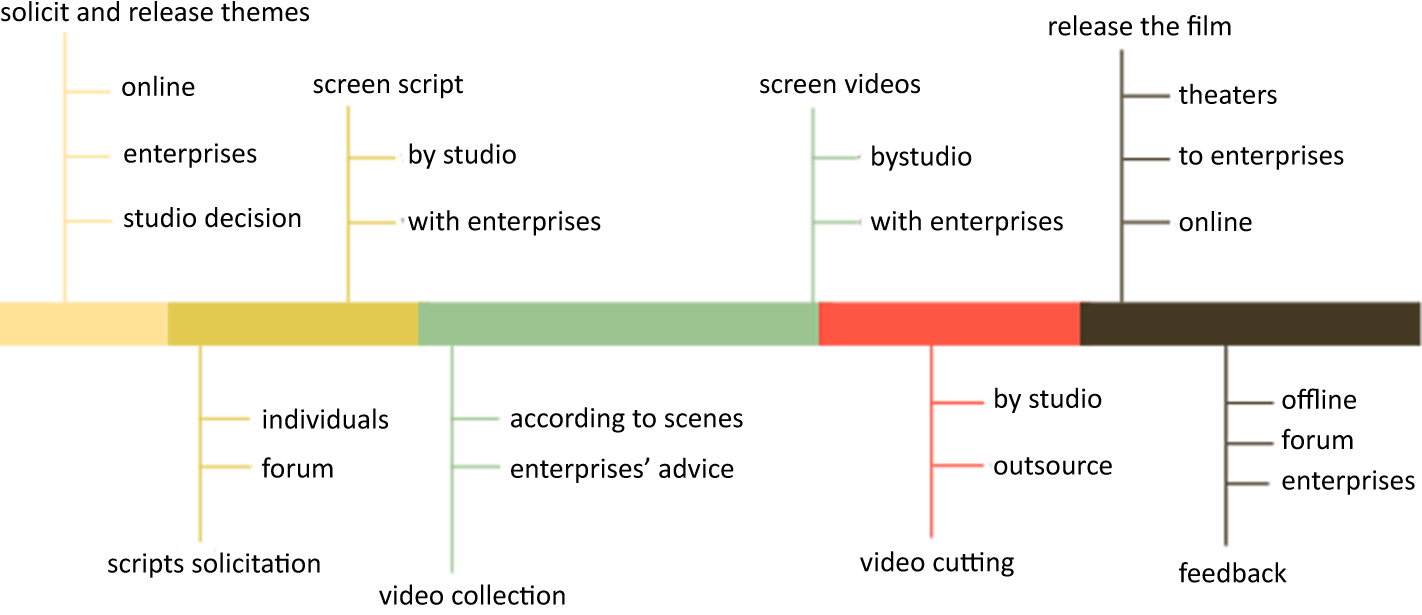 solicit and release themes
online
enterprises
studio decision
screen script
by studio
with enterprises
screen videos
bystudio
with enterprises
release the film
theaters
to enterprises
online
individuals
forum
scripts solicitation
according to scenes
enterprises’ advice
video collection
by studio
outsource
video cutting
offline
forum
enterprises
feedback